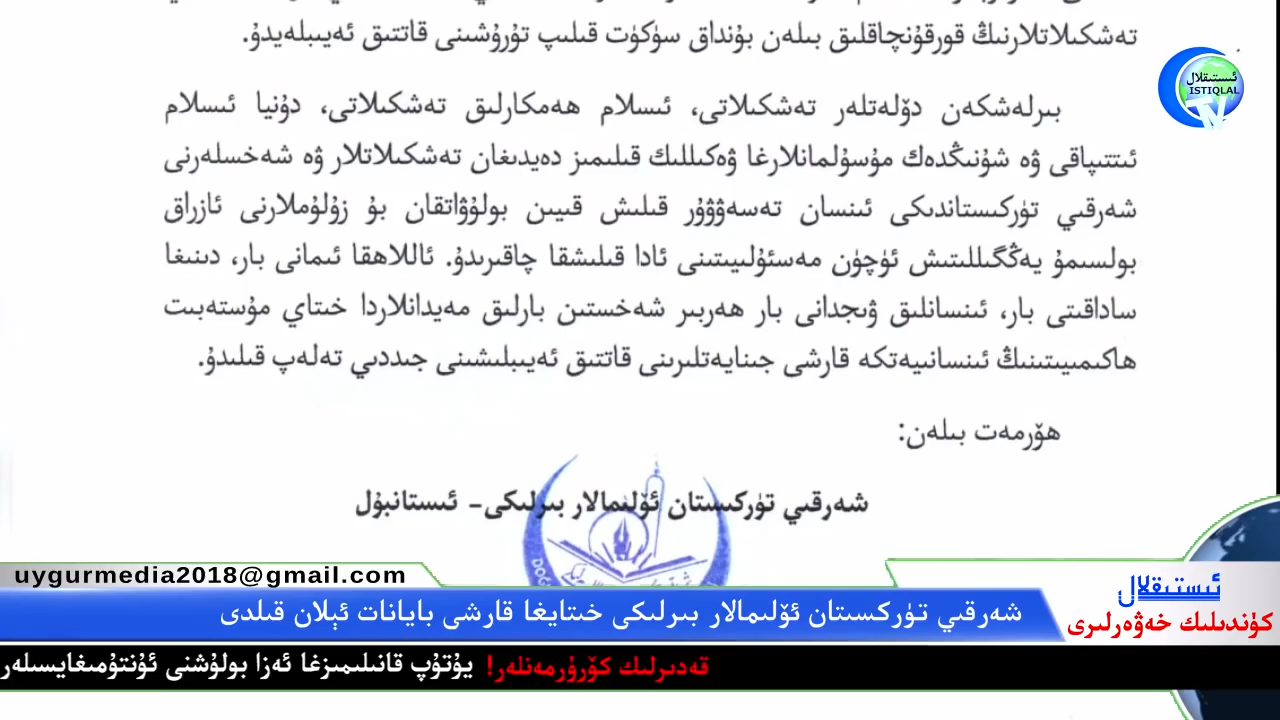 تەشكىلاتلارنىڭ قورقۇنچاقلىق بىلەن بۇنداق سۈكۈت قىلىپ تۇرۇشىنى قاتتىق ئەيىبلەيدۇ.
ئىستىقلال
ISTIQLAL
بىرلەشكەن دۆلەتلەر تەشكىلاتى، ئىسلام ھەمكارلىق تەشكىلاتى، دۇنيا ئىسلام
ئىتتىپاقى ۋە شۇنىڭدەك مۇسۇلمانلارغا ۋەكىللىك قىلىمىز دەيدىغان تەشكىلاتلار ۋە شەخسلەرنى
شەرقىي تۈركىستاندىكى ئىنسان تەسەۋۋۇر قىلىش قىيىن بولۇۋاتقان بۇ زۇلۇملارنى ئازراق
بولسىمۇ يەڭگىللىتىش ئۈچۈن مەسئۇلىيىتىنى ئادا قىلىشقا چاقىرىدۇ. ئاللاھقا ئىمانى بار، دىنىغا
ساداقىتى بار، ئىنسانلىق ۋىجدانى بار ھەربىر شەخستىن بارلىق مەيدانلاردا خىتاي مۇستەبىت
ھاكىمىيىتىنىڭ ئىنسانىيەتكە قارشى جىنايەتلىرىنى قاتتىق ئەيىبلىشىنى جىددىي تەلەپ قىلىدۇ.
ھۆرمەت بىلەن:
شەرقىي تۈركىستان ئۆلىمالار بىرلىكى- ئىستانبۇل
uygurmedia2018@gmail.com
شەرقىي تۈركىستان ئۆلىمالار بىرلىكى خىتايغا قارشى بايانات ئېلان قىلدى
ئىستىقلال
كۈندىلىك خەۋەرلىرى
قەدىرلىك كۆرۈرمەنلەر! يۇتۇپ قانىلىمىزغا ئەزا بولۇشنى ئۇنتۇمىغايسىلەر